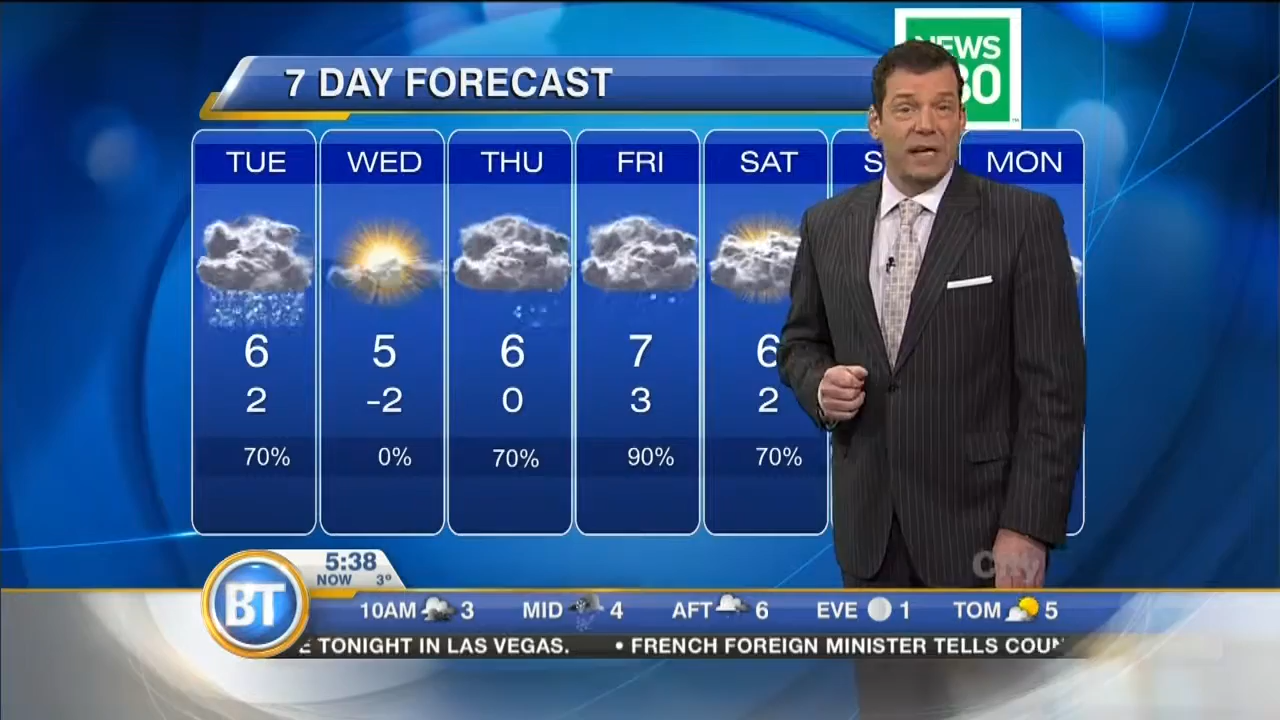 NEWS
7 DAY FORECAST
TUE WED THU FRI SAT MON
6 5 6 7 6
2 -2 0 3 2
70% 0% 70% 90% 70%
5:38
NOW 3°
BT
10AM 3 MID 4 AFT 6 EVE 1 TOM 5
TONIGHT IN LAS VEGAS. • FRENCH FOREIGN MINISTER TELLS